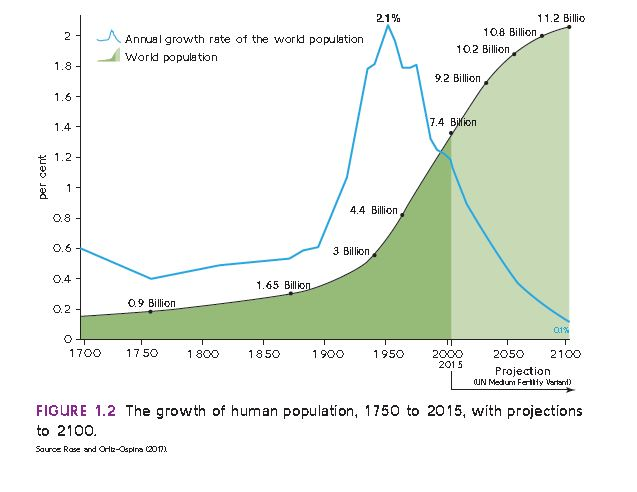 2.1%
11.2 Billio
10.8 Billion
10.2 Billion
9.2 Billion
7.4 Billion
4.4 Billion
3 Billion
1.65 Billion
0.9 Billion
0.1%
Annual growth rate of the world population
World population
per cent
2
1.8
1.6
1.4
1.2
1
0.8
0.6
0.4
0.2
0
1700 1750 1800 1850 1900 1950 2000 2050 2100
2015
Projection
(UN Medium Fertility Variant)
FIGURE 1.2 The growth of human population, 1750 to 2015, with projections
to 2100.
Source: Rose and Ortiz-Ospina (2017).